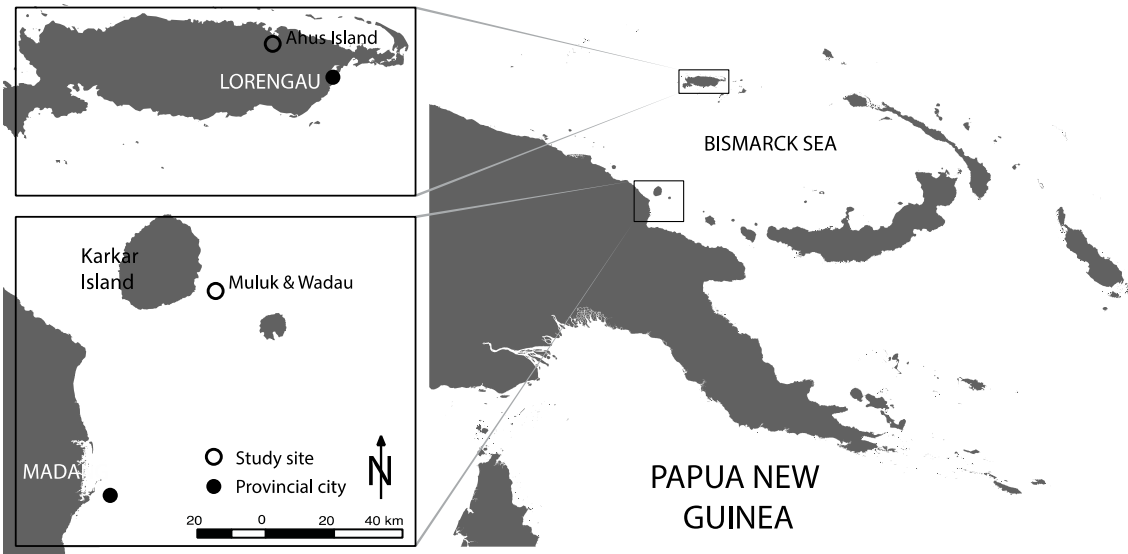 Ahus Island
LORENGAU
BISMARCK SEA
Karkar
Island
Muluk & Wadau
MADA
Study site
Provincial city
N
20 0 20 40 km
PAPUA NEW
GUINEA